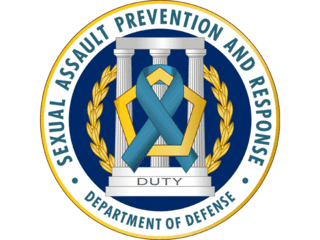 SEXUAL ASSAULT PREVENTION AND RESPONSE
DUTY
• DEPARTMENT OF DEFENSE •